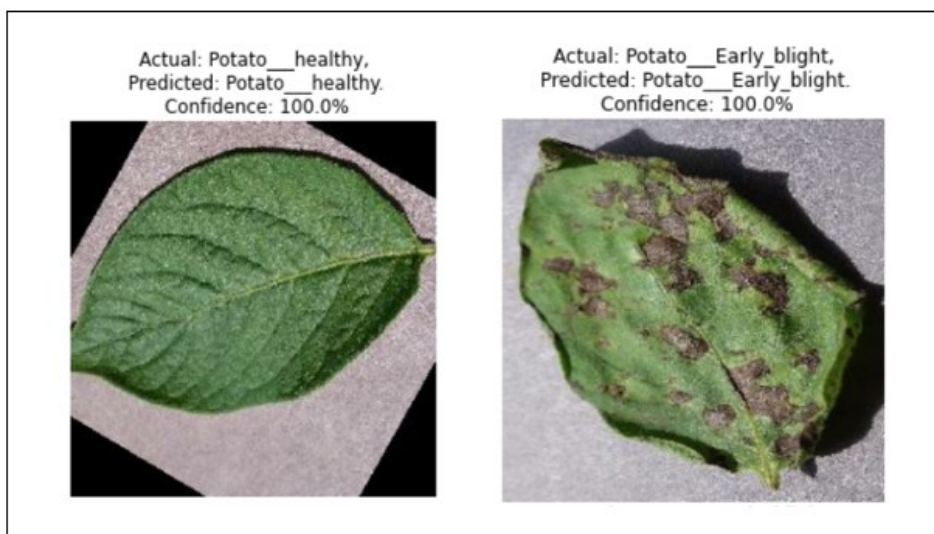 Actual: Potato___healthy,
Predicted: Potato___healthy.
Confidence: 100.0%
Actual: Potato___Early_blight,
Predicted: Potato___Early_blight.
Confidence: 100.0%